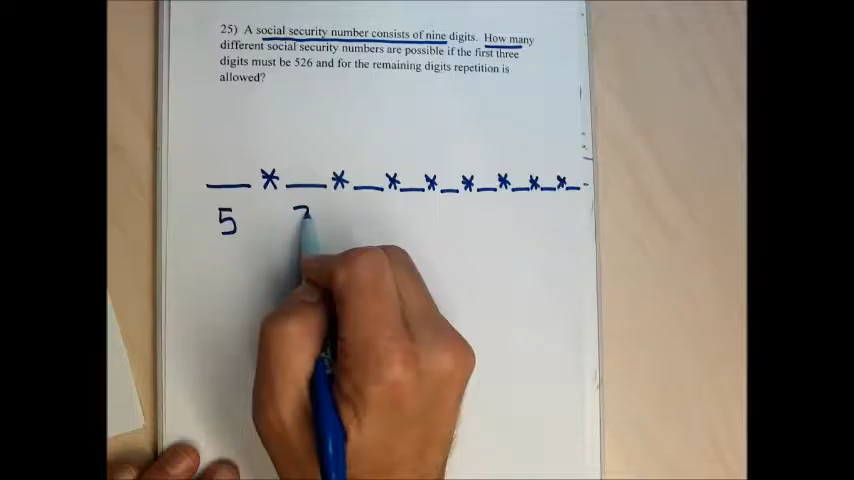 25) A social security number consists of nine digits. How many
different social security numbers are possible if the first three
digits must be 526 and for the remaining digits repetition is
allowed?
_ * _ * _ * _ * _ * _ * _ * _ * _
5 2